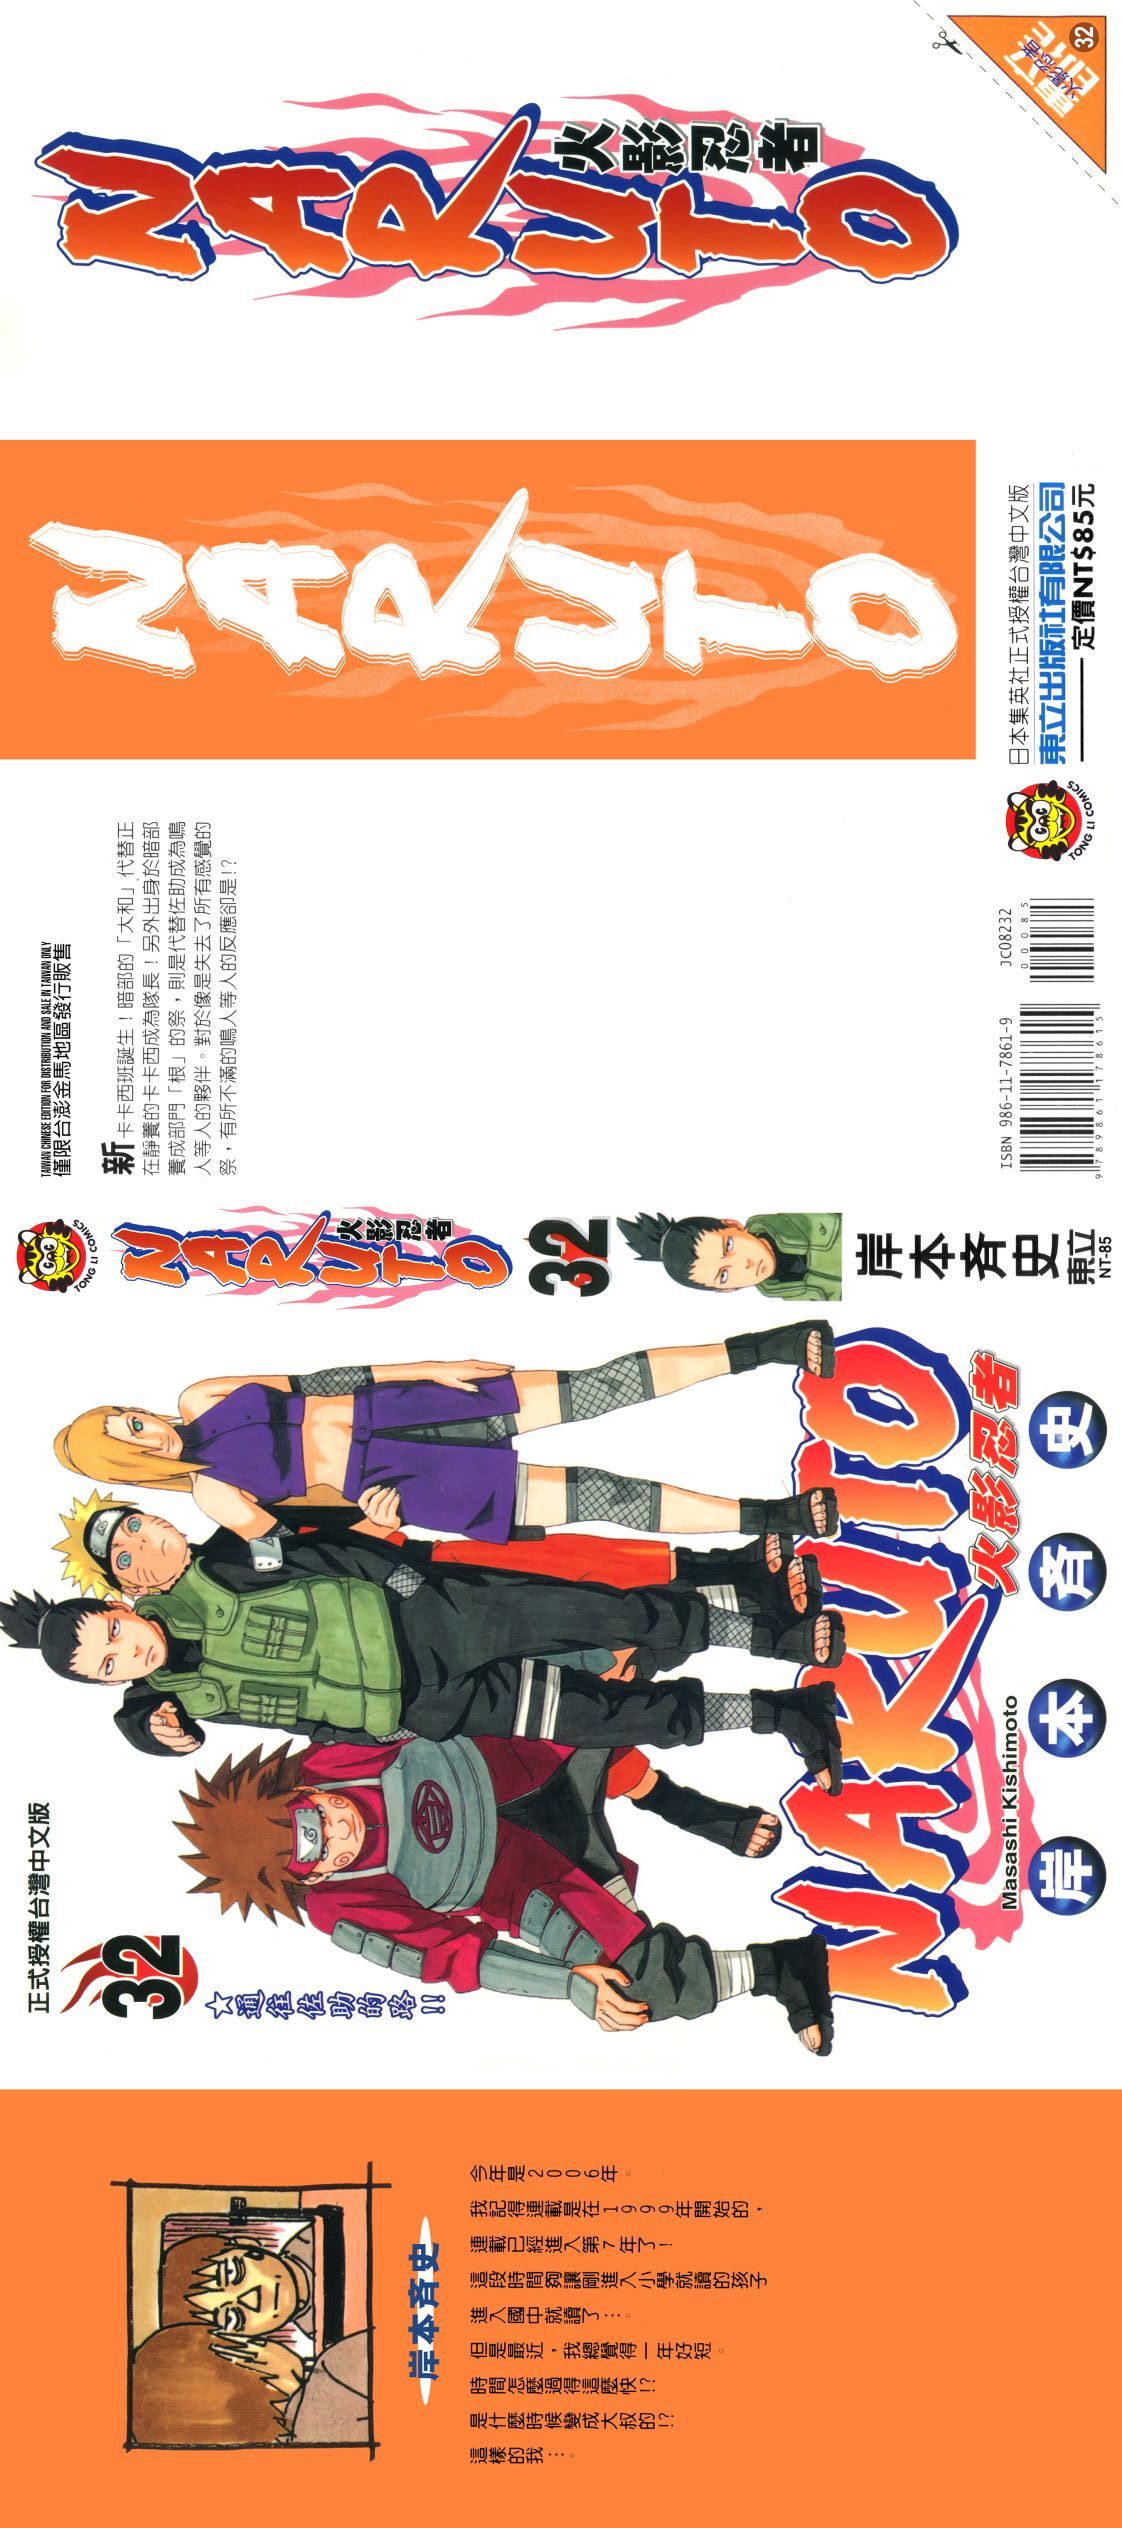 今年是2006年。
我記得連載是在1999年開始的，
連載已經進入第7年了！
這段時間夠讓剛進入小學就讀的孩子
進入國中就讀了…。
但是最近，我總覺得一年好短。
時間怎麼過得這麼快!?
是什麼時候變成大叔的!?
這樣的我…。
岸本斉史
正式授權台灣中文版
32
☆通往佐助的路!!
NARUTO
火影忍者
Masashi Kishimoto
岸本斉史
TONG LI COMICS
NARUTO
火影忍者
32
岸本斉史
東立
NT-85
TAIWAN CHINESE EDITION FOR DISTRIBUTION AND SALE IN TAIWAN ONLY
僅限台澎金馬地區發行販售
新卡卡西班誕生！暗部的「大和」代替正
在靜養的卡卡西成為隊長！另外出身於暗部
養成部門「根」的祭，則是代替佐助成為鳴
人等人的夥伴。對於像是失去了所有感覺的
祭，有所不滿的鳴人等人的反應卻是!?
ISBN 986-11-7861-9
JC08232
9 789861 178615
00085
TONG LI COMICS
日本集英社正式授權台灣中文版
東立出版社有限公司
定價NT$85元
NARUTO
NARUTO
火影忍者
東立
火影忍者
32